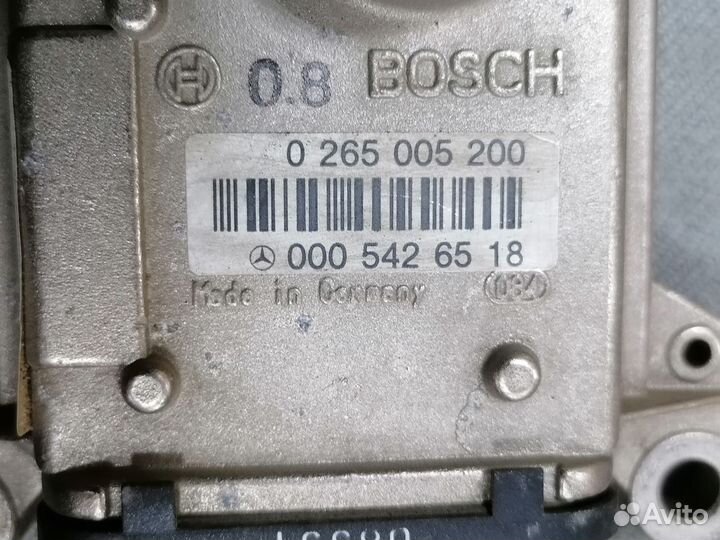 0.8 BOSCH
0 265 005 200
000 542 65 18
Made in Germany
Avito